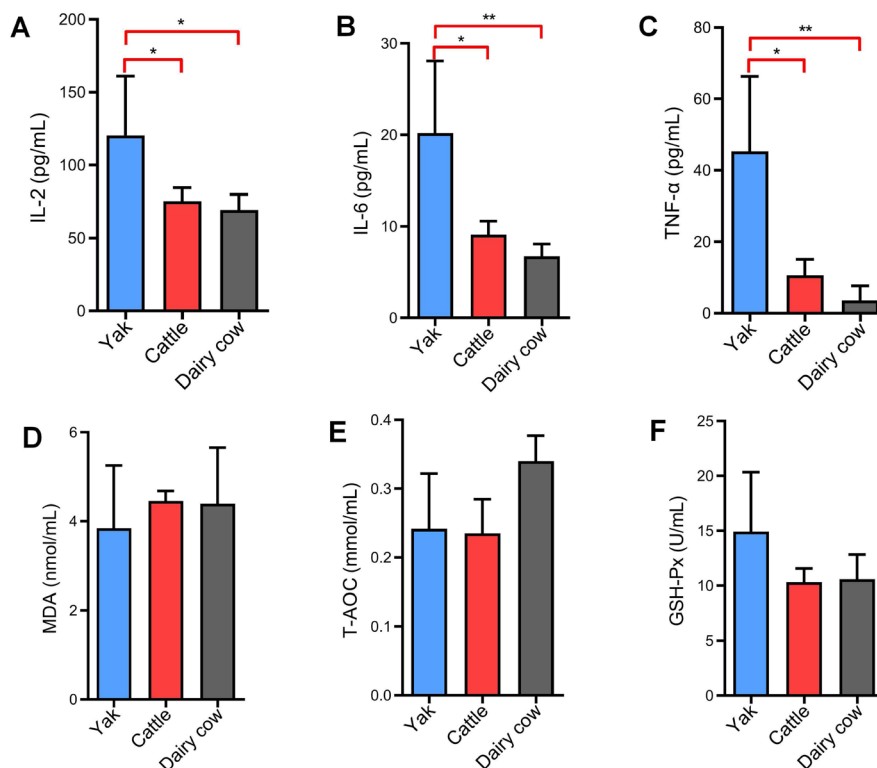 A
IL-2 (pg/mL)
200
150
100
50
0
*
*
Yak
Cattle
Dairy cow
B
IL-6 (pg/mL)
30
20
10
0
**
*
Yak
Cattle
Dairy cow
C
TNF-α (pg/mL)
80
60
40
20
0
**
*
Yak
Cattle
Dairy cow
D
MDA (nmol/mL)
6
4
2
0
Yak
Cattle
Dairy cow
E
T-AOC (mmol/mL)
0.4
0.3
0.2
0.1
0.0
Yak
Cattle
Dairy cow
F
GSH-Px (U/mL)
25
20
15
10
5
0
Yak
Cattle
Dairy cow